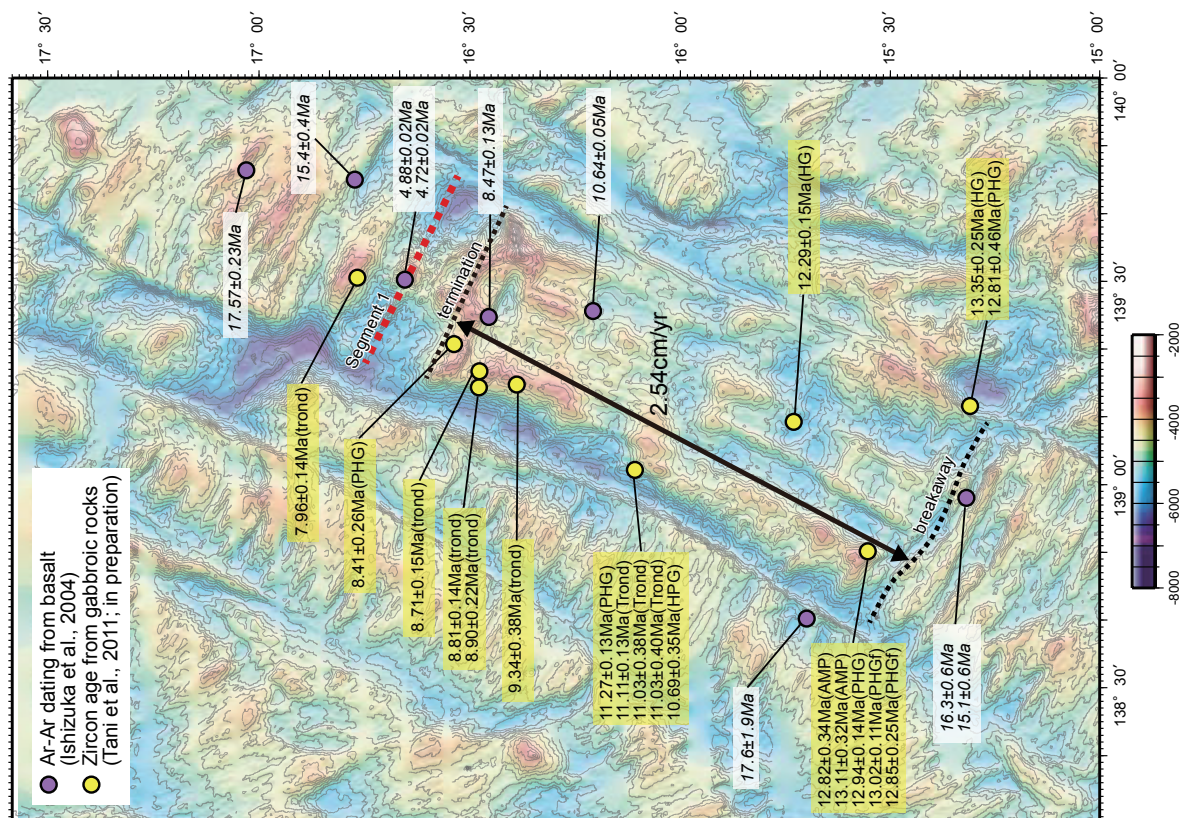 Ar-Ar dating from basalt
(Ishizuka et al., 2004)
Zircon age from gabbroic rocks
(Tani et al., 2011; in preparation)
17° 30′
17° 00′
16° 30′
16° 00′
15° 30′
15° 00′
140° 00′
139° 30′
139° 00′
138° 30′
17.57±0.23Ma
15.4±0.4Ma
4.88±0.02Ma
4.72±0.02Ma
8.47±0.13Ma
10.64±0.05Ma
12.29±0.15Ma(HG)
13.35±0.25Ma(HG)
12.81±0.46Ma(PHG)
Segment 1
termination
2.54cm/yr
breakaway
7.96±0.14Ma(trond)
8.41±0.26Ma(PHG)
8.71±0.15Ma(trond)
8.81±0.14Ma(trond)
8.90±0.22Ma(trond)
9.34±0.38Ma(trond)
11.27±0.13Ma(PHG)
11.11±0.13Ma(Trond)
11.03±0.38Ma(Trond)
11.03±0.40Ma(Trond)
10.69±0.35Ma(HPG)
17.6±1.9Ma
12.82±0.34Ma(AMP)
13.11±0.32Ma(AMP)
12.94±0.14Ma(PHG)
13.02±0.11Ma(PHGf)
12.85±0.25Ma(PHGf)
16.3±0.6Ma
15.1±0.6Ma
-2000
-4000
-6000
-8000